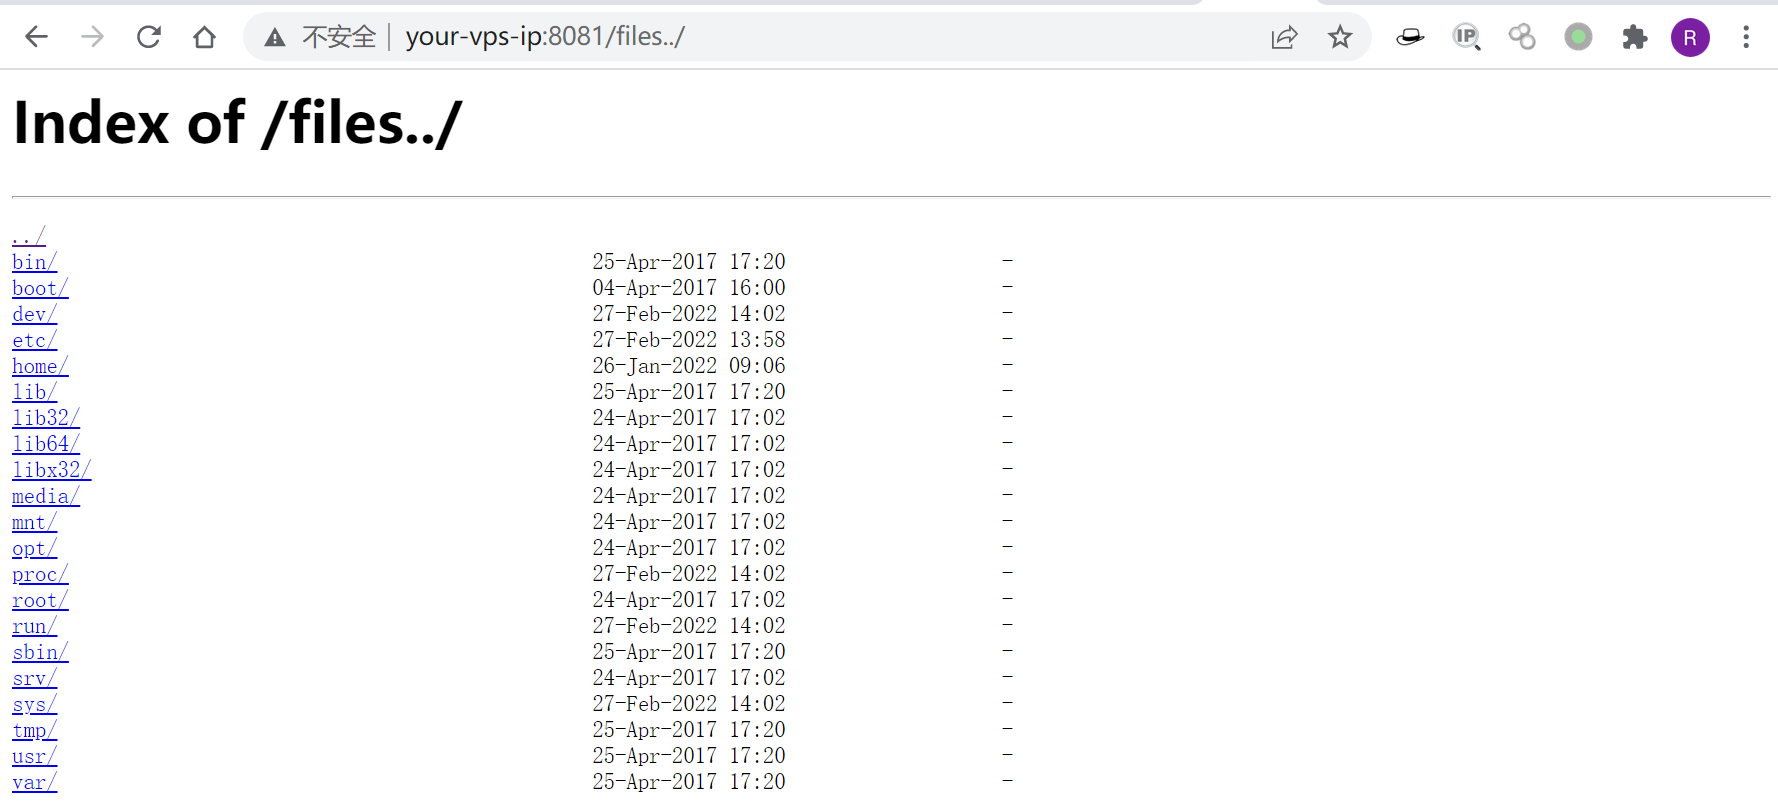 不安全 your-vps-ip:8081/files../ IP R
Index of /files../
../
bin/ 25-Apr-2017 17:20 -
boot/ 04-Apr-2017 16:00 -
dev/ 27-Feb-2022 14:02 -
etc/ 27-Feb-2022 13:58 -
home/ 26-Jan-2022 09:06 -
lib/ 25-Apr-2017 17:20 -
lib32/ 24-Apr-2017 17:02 -
lib64/ 24-Apr-2017 17:02 -
libx32/ 24-Apr-2017 17:02 -
media/ 24-Apr-2017 17:02 -
mnt/ 24-Apr-2017 17:02 -
opt/ 24-Apr-2017 17:02 -
proc/ 27-Feb-2022 14:02 -
root/ 24-Apr-2017 17:02 -
run/ 27-Feb-2022 14:02 -
sbin/ 25-Apr-2017 17:20 -
srv/ 24-Apr-2017 17:02 -
sys/ 27-Feb-2022 14:02 -
tmp/ 25-Apr-2017 17:20 -
usr/ 25-Apr-2017 17:20 -
var/ 25-Apr-2017 17:20 -